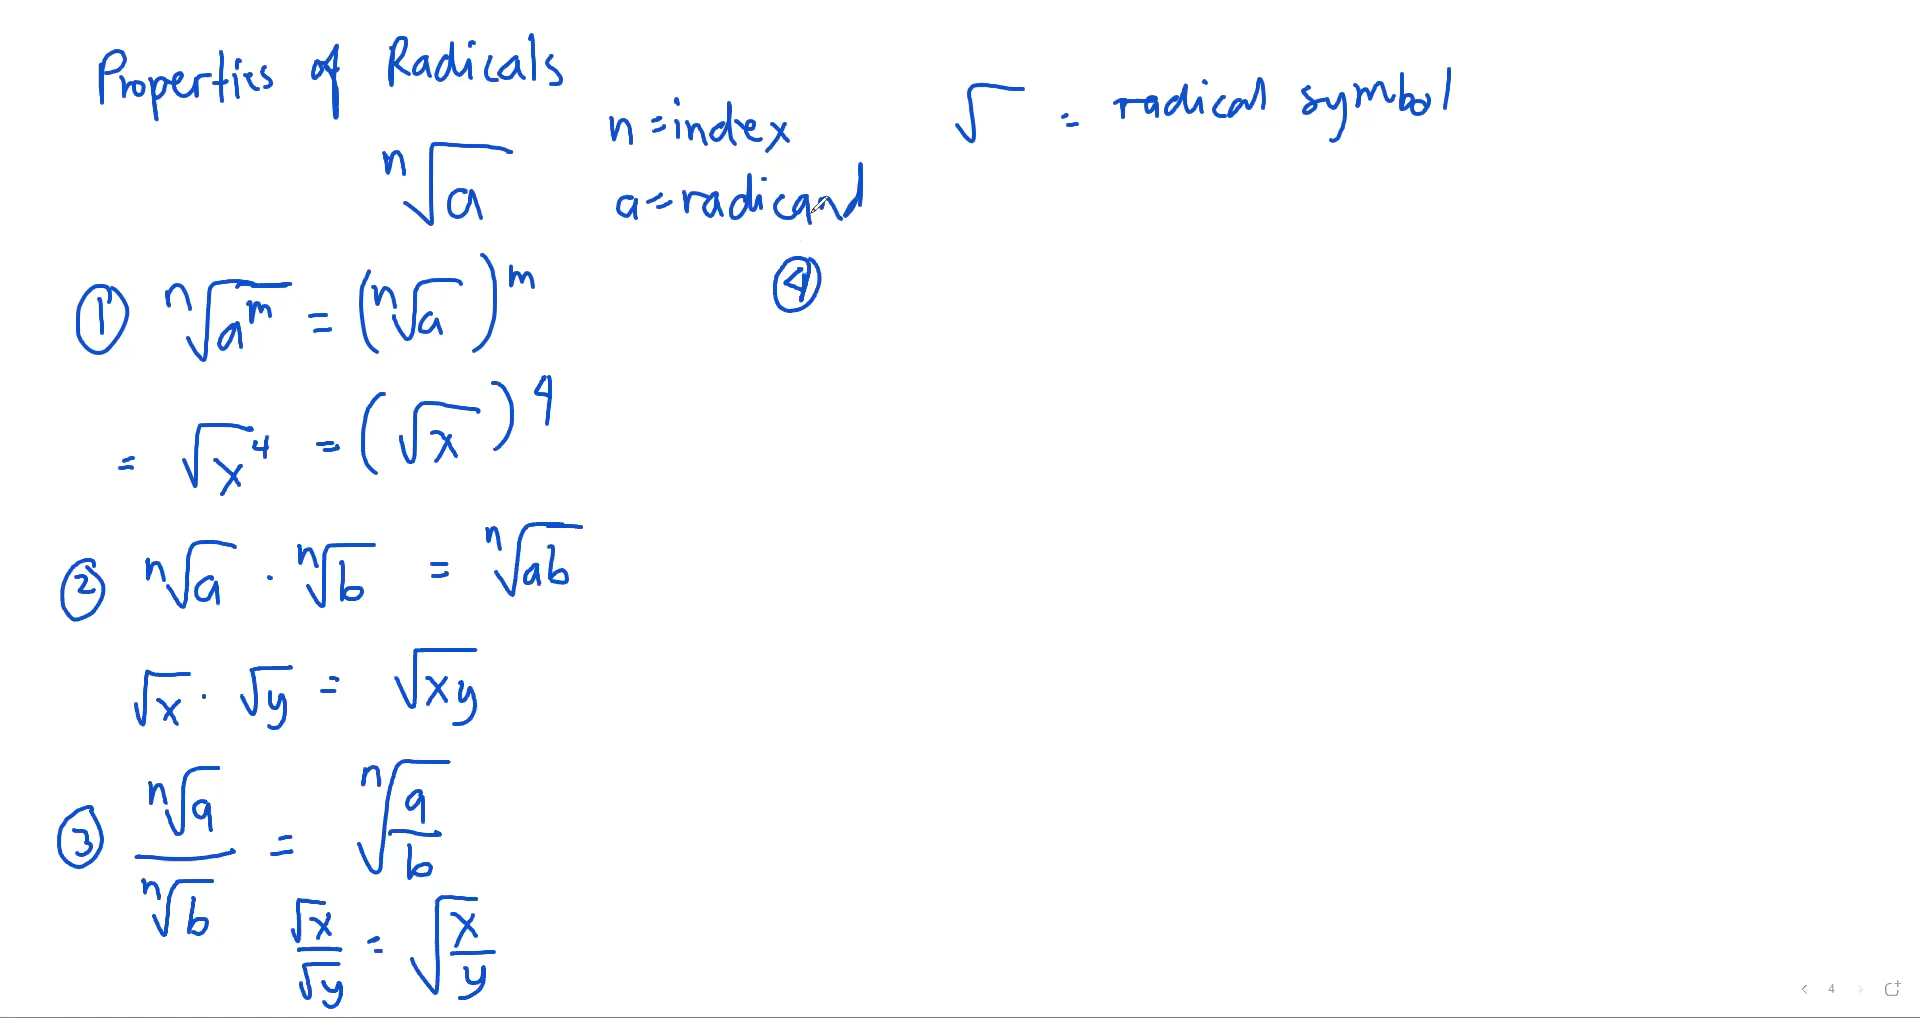 Properties of Radicals
ⁿ√a
n = index
a = radicand
√ = radical symbol
① ⁿ√aᵐ = (ⁿ√a)ᵐ
= √x⁴ = (√x)⁴
② ⁿ√a · ⁿ√b = ⁿ√ab
√x · √y = √xy
③ ⁿ√a / ⁿ√b = ⁿ√(a/b)
√x / √y = √(x/y)
④
4